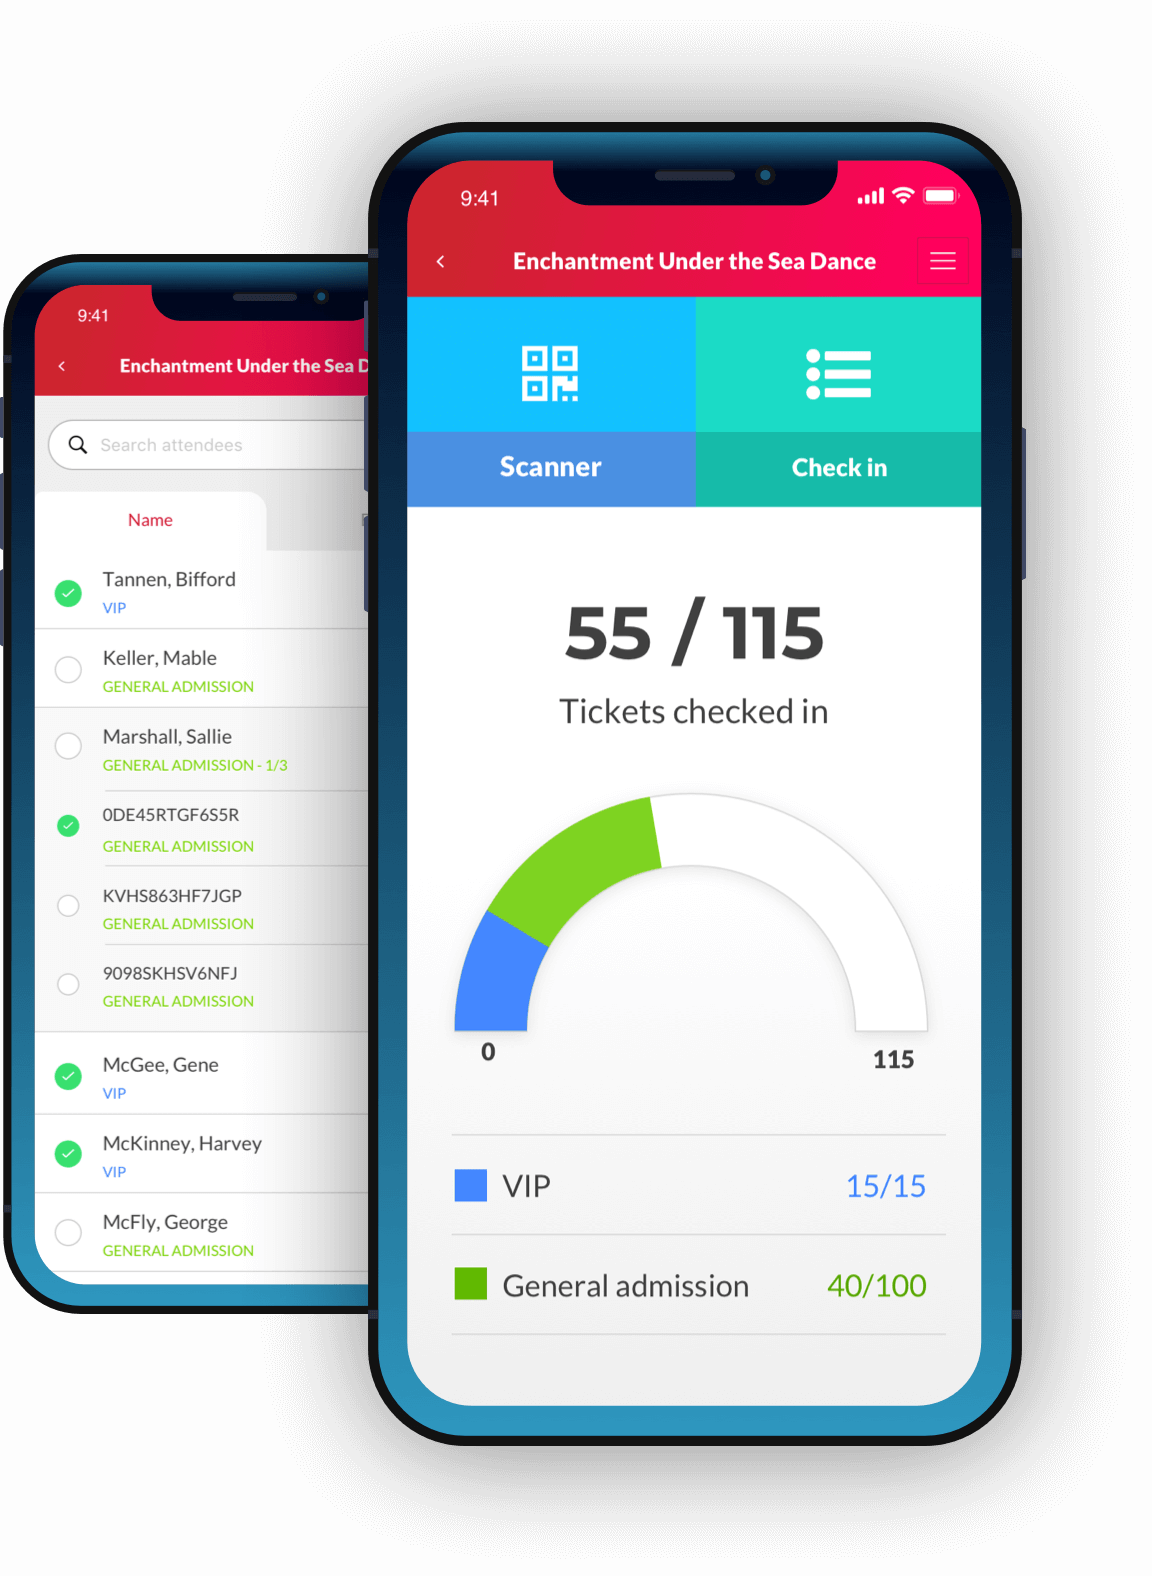 9:41
Enchantment Under the Sea D
Search attendees
Name
Tannen, Bifford
VIP
Keller, Mable
GENERAL ADMISSION
Marshall, Sallie
GENERAL ADMISSION - 1/3
0DE45RTGF6S5R
GENERAL ADMISSION
KVHS863HF7JGP
GENERAL ADMISSION
9098SKHSV6NFJ
GENERAL ADMISSION
McGee, Gene
VIP
McKinney, Harvey
VIP
McFly, George
GENERAL ADMISSION
9:41
Enchantment Under the Sea Dance
Scanner
Check in
55 / 115
Tickets checked in
0
115
VIP
15/15
General admission
40/100